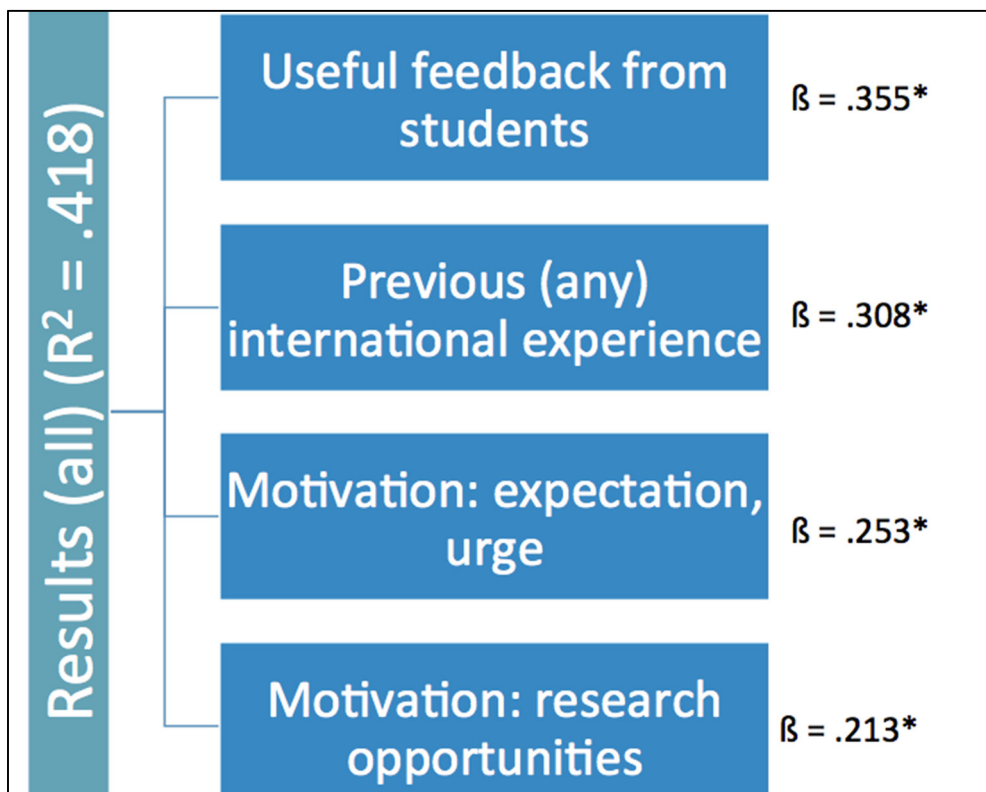 Results (all) (R² = .418)
Useful feedback from
students
ß = .355*
Previous (any)
international experience
ß = .308*
Motivation: expectation,
urge
ß = .253*
Motivation: research
opportunities
ß = .213*